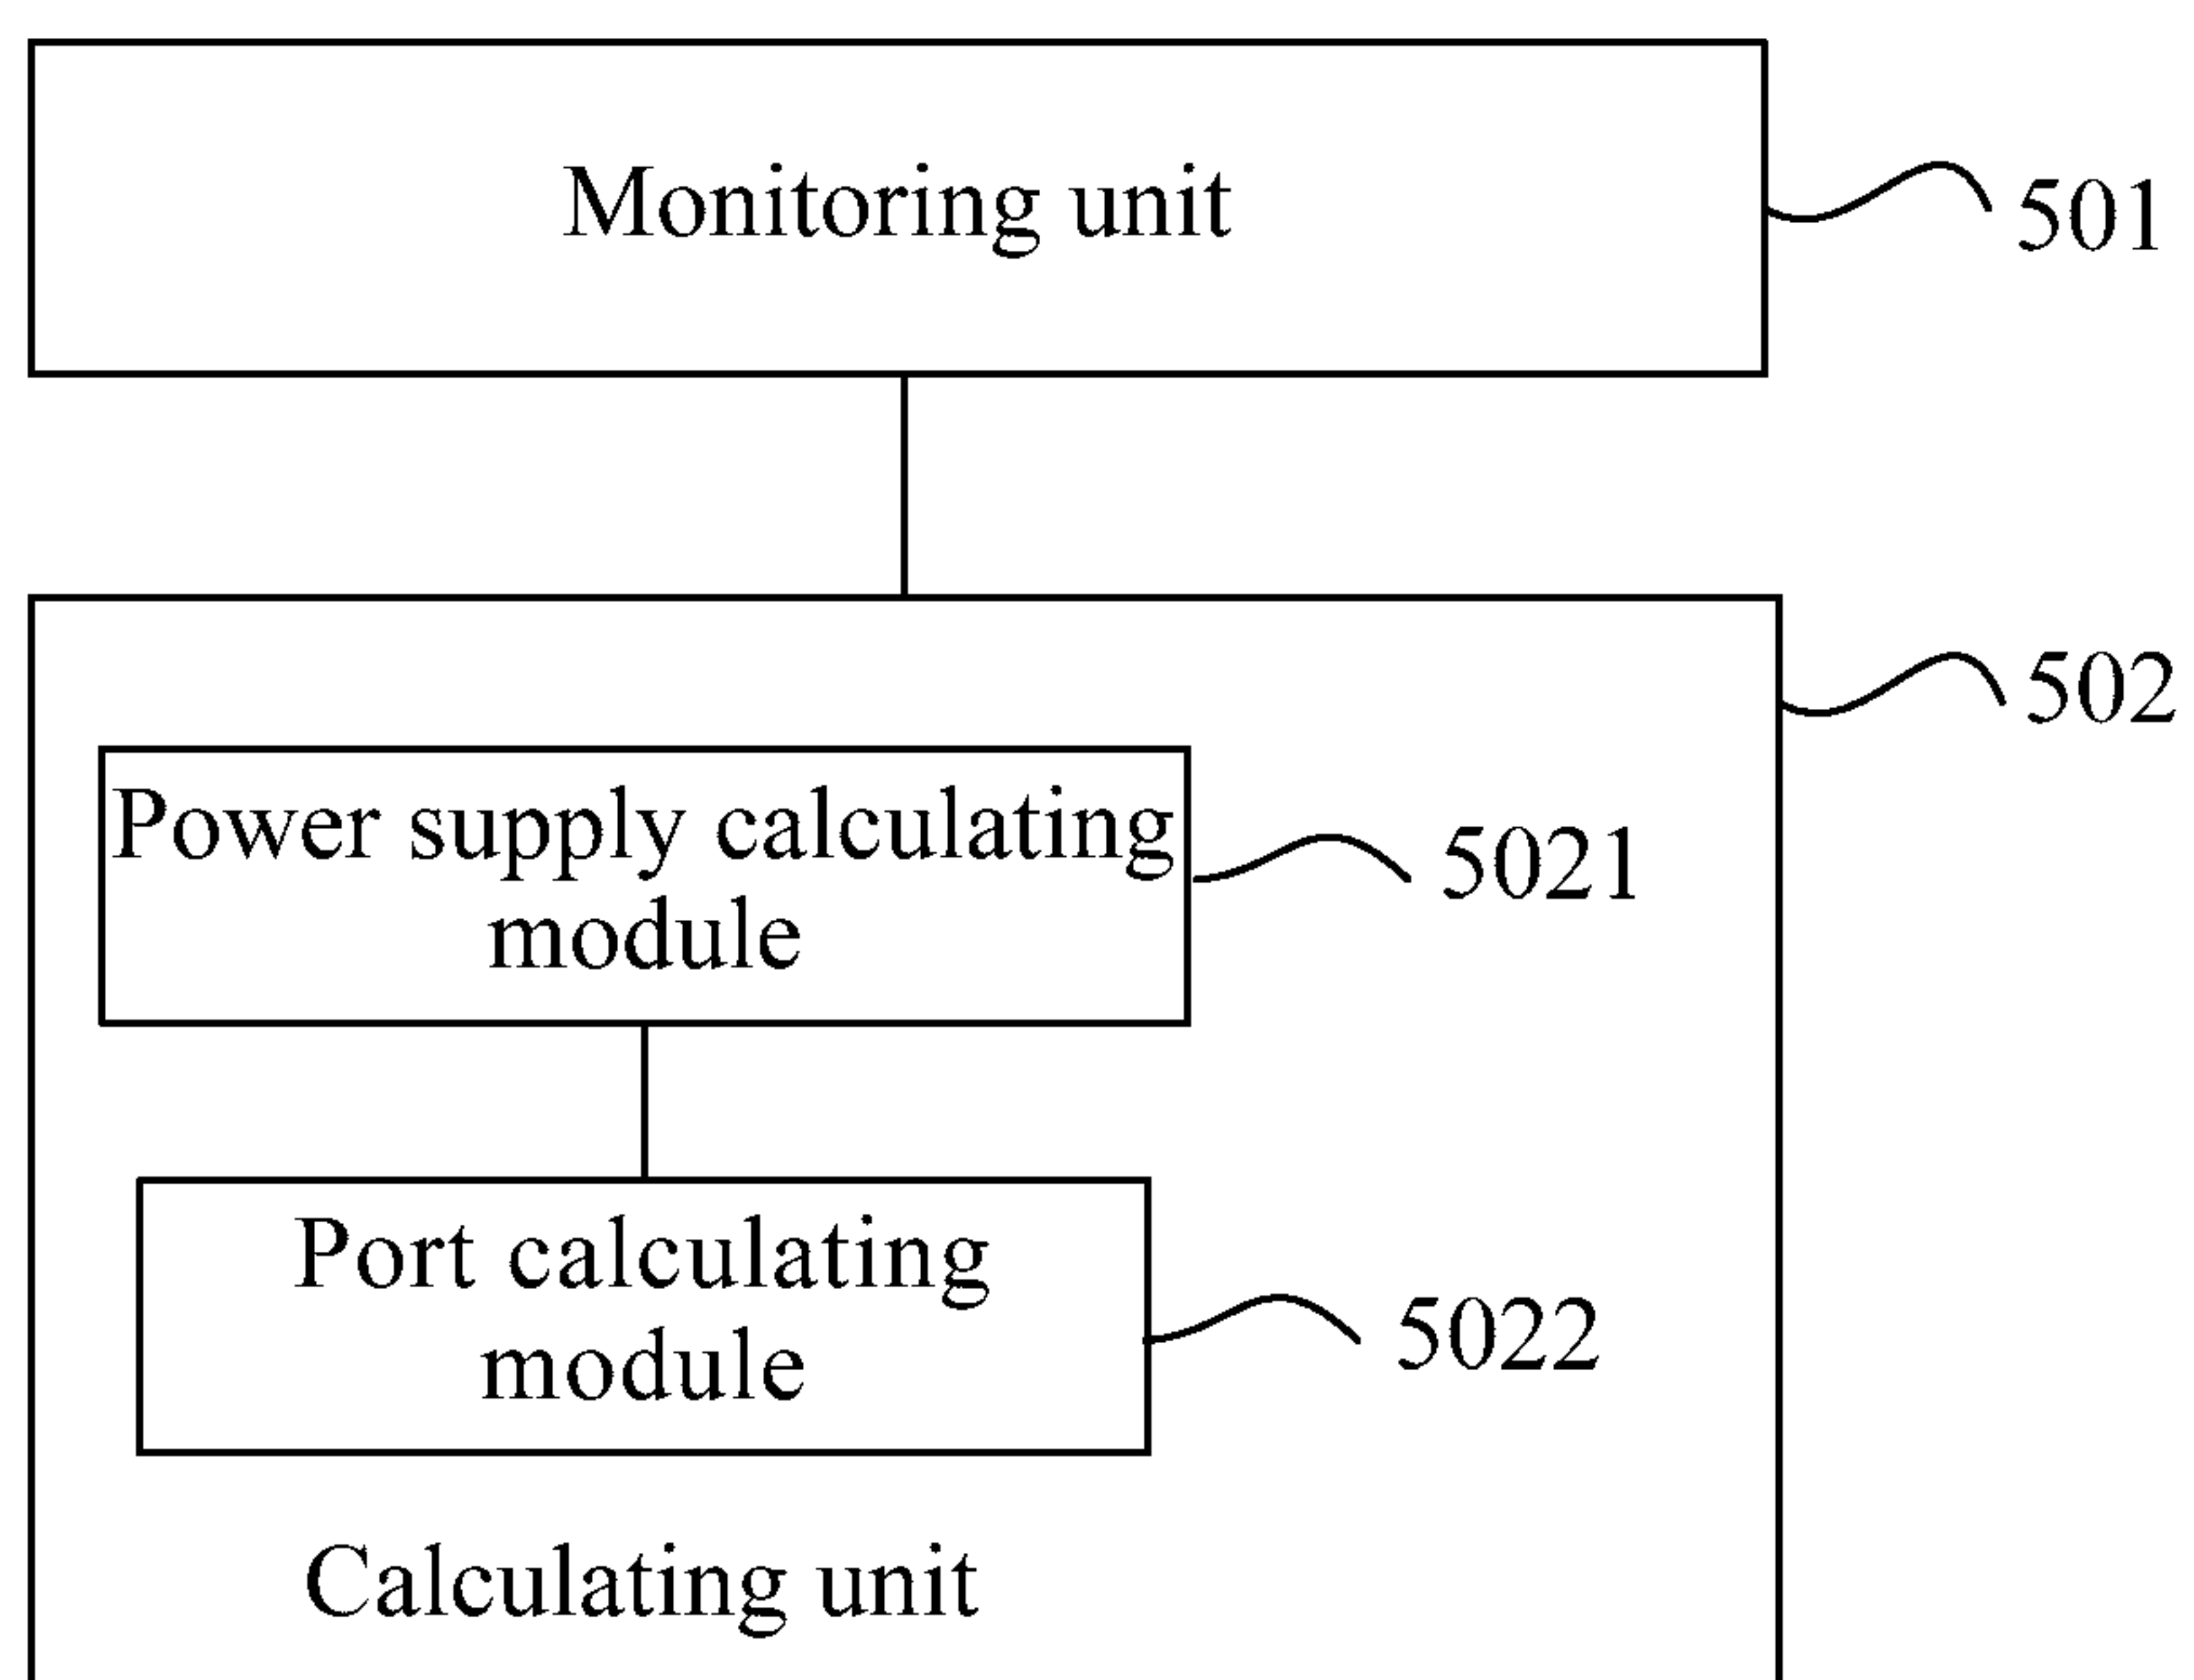 Monitoring unit
501
502
Power supply calculating
module
5021
Port calculating
module
5022
Calculating unit